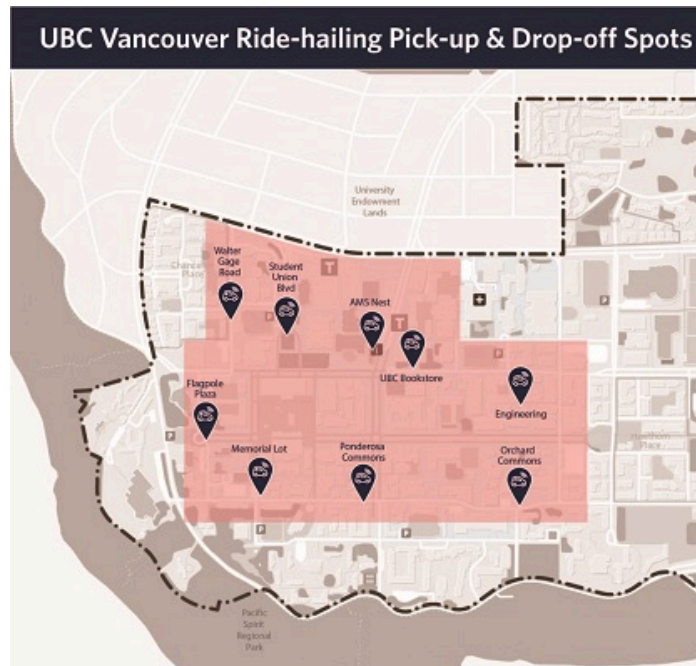 UBC Vancouver Ride-hailing Pick-up & Drop-off Spots
University
Endowment
Lands
Walter
Gage
Road
Student
Union
Blvd
T
AMS Nest
T
P
P
P
UBC Bookstore
Engineering
Flagpole
Plaza
P
Memorial Lot
Ponderosa
Commons
Orchard
Commons
Place
P
P
Pacific
Spirit
Regional
Park